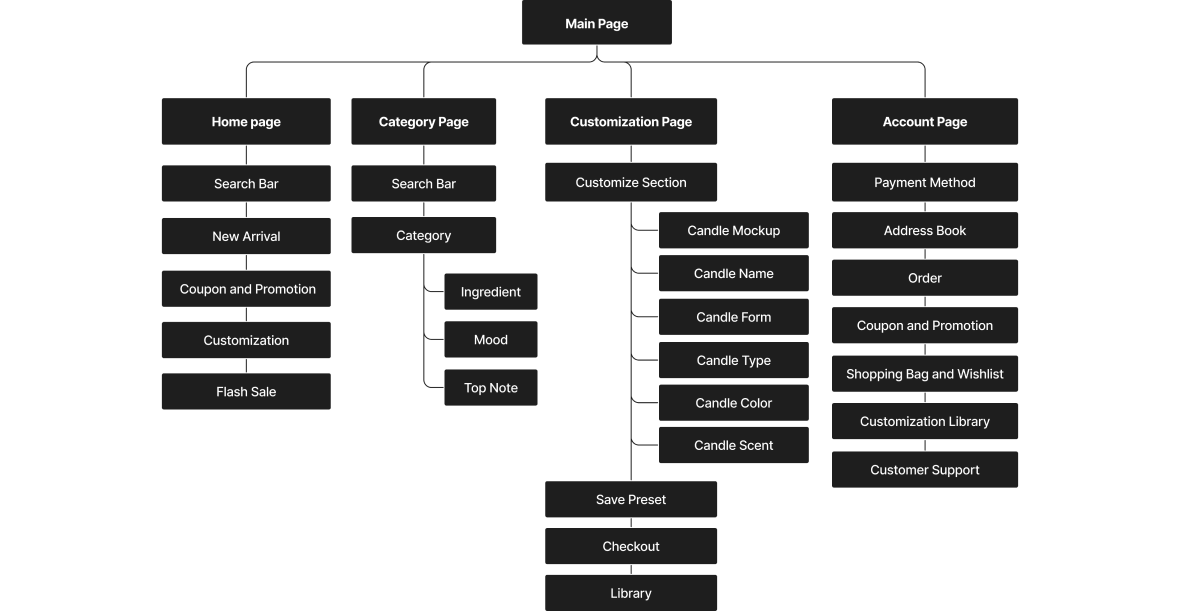 Main Page
Home page
Search Bar
New Arrival
Coupon and Promotion
Customization
Flash Sale
Category Page
Search Bar
Category
Ingredient
Mood
Top Note
Customization Page
Customize Section
Candle Mockup
Candle Name
Candle Form
Candle Type
Candle Color
Candle Scent
Save Preset
Checkout
Library
Account Page
Payment Method
Address Book
Order
Coupon and Promotion
Shopping Bag and Wishlist
Customization Library
Customer Support